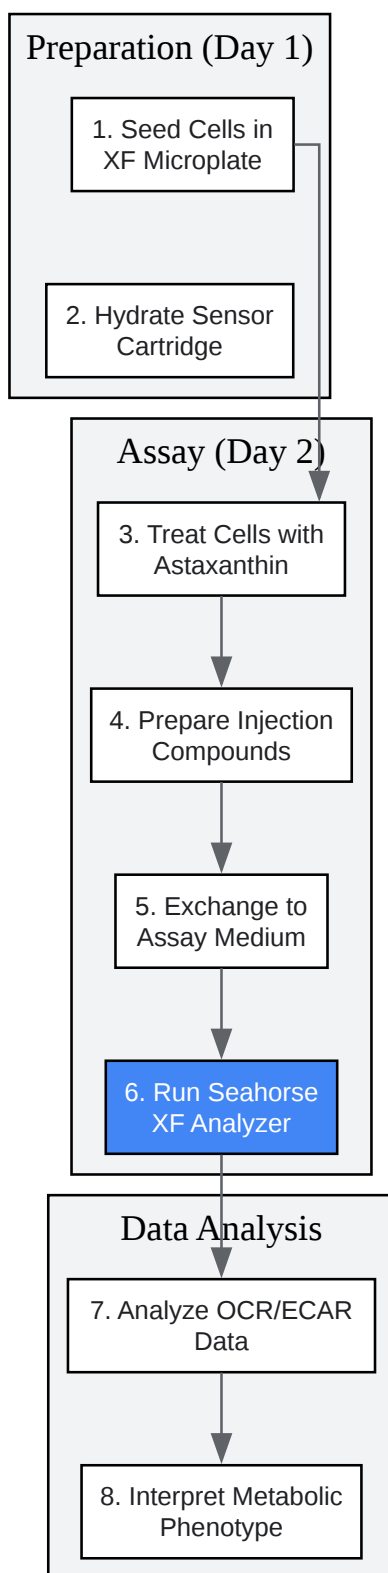 Preparation (Day 1)
1. Seed Cells in
XF Microplate
2. Hydrate Sensor
Cartridge
Assay (Day 2)
3. Treat Cells with
Astaxanthin
4. Prepare Injection
Compounds
5. Exchange to
Assay Medium
6. Run Seahorse
XF Analyzer
Data Analysis
7. Analyze OCR/ECAR
Data
8. Interpret Metabolic
Phenotype